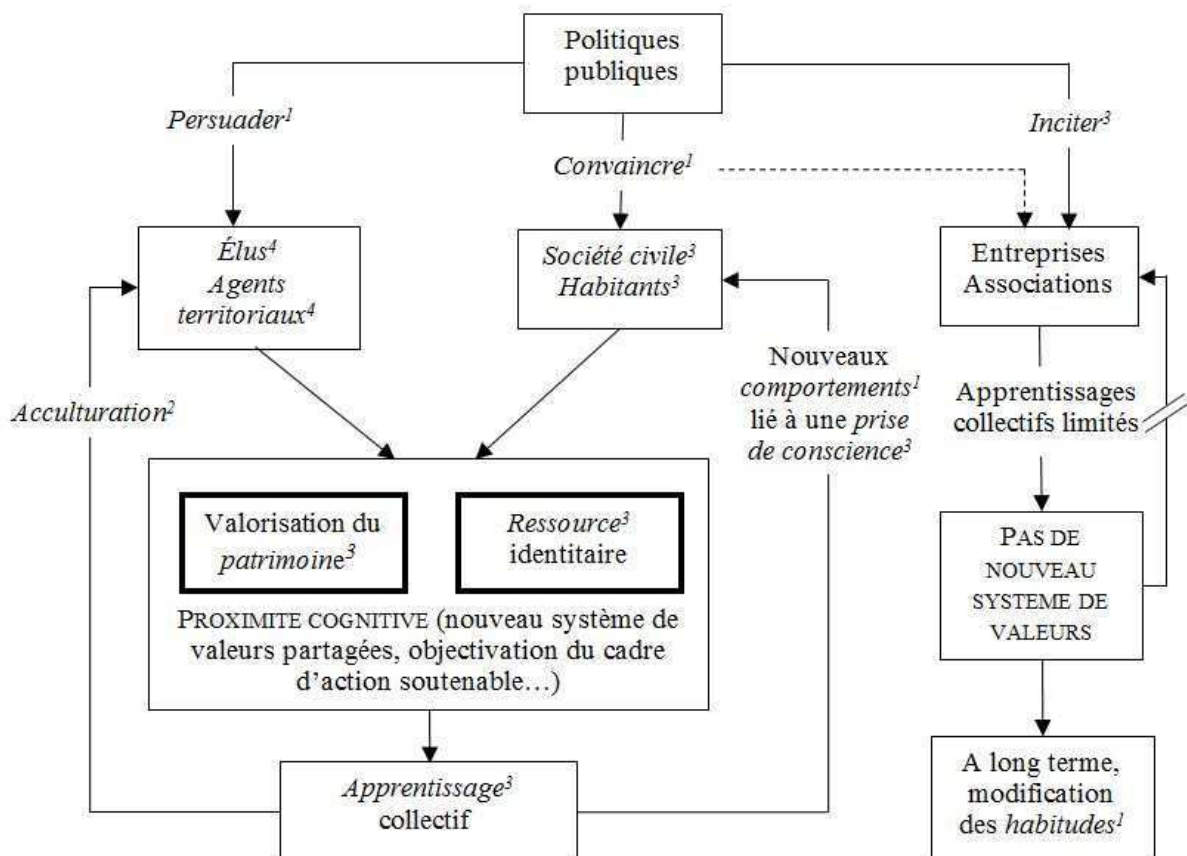 Politiques
publiques
Persuader¹
Convaincre¹
Inciter³
Élus⁴
Agents
territoriaux⁴
Société civile³
Habitants³
Entreprises
Associations
Acculturation²
Nouveaux
comportements¹
lié à une prise
de conscience³
Apprentissages
collectifs limités
Valorisation du
patrimoine³
Ressource³
identitaire
PROXIMITE COGNITIVE (nouveau système de
valeurs partagées, objectivation du cadre
d’action soutenable…)
PAS DE
NOUVEAU
SYSTEME DE
VALEURS
Apprentissage³
collectif
A long terme,
modification
des habitudes¹